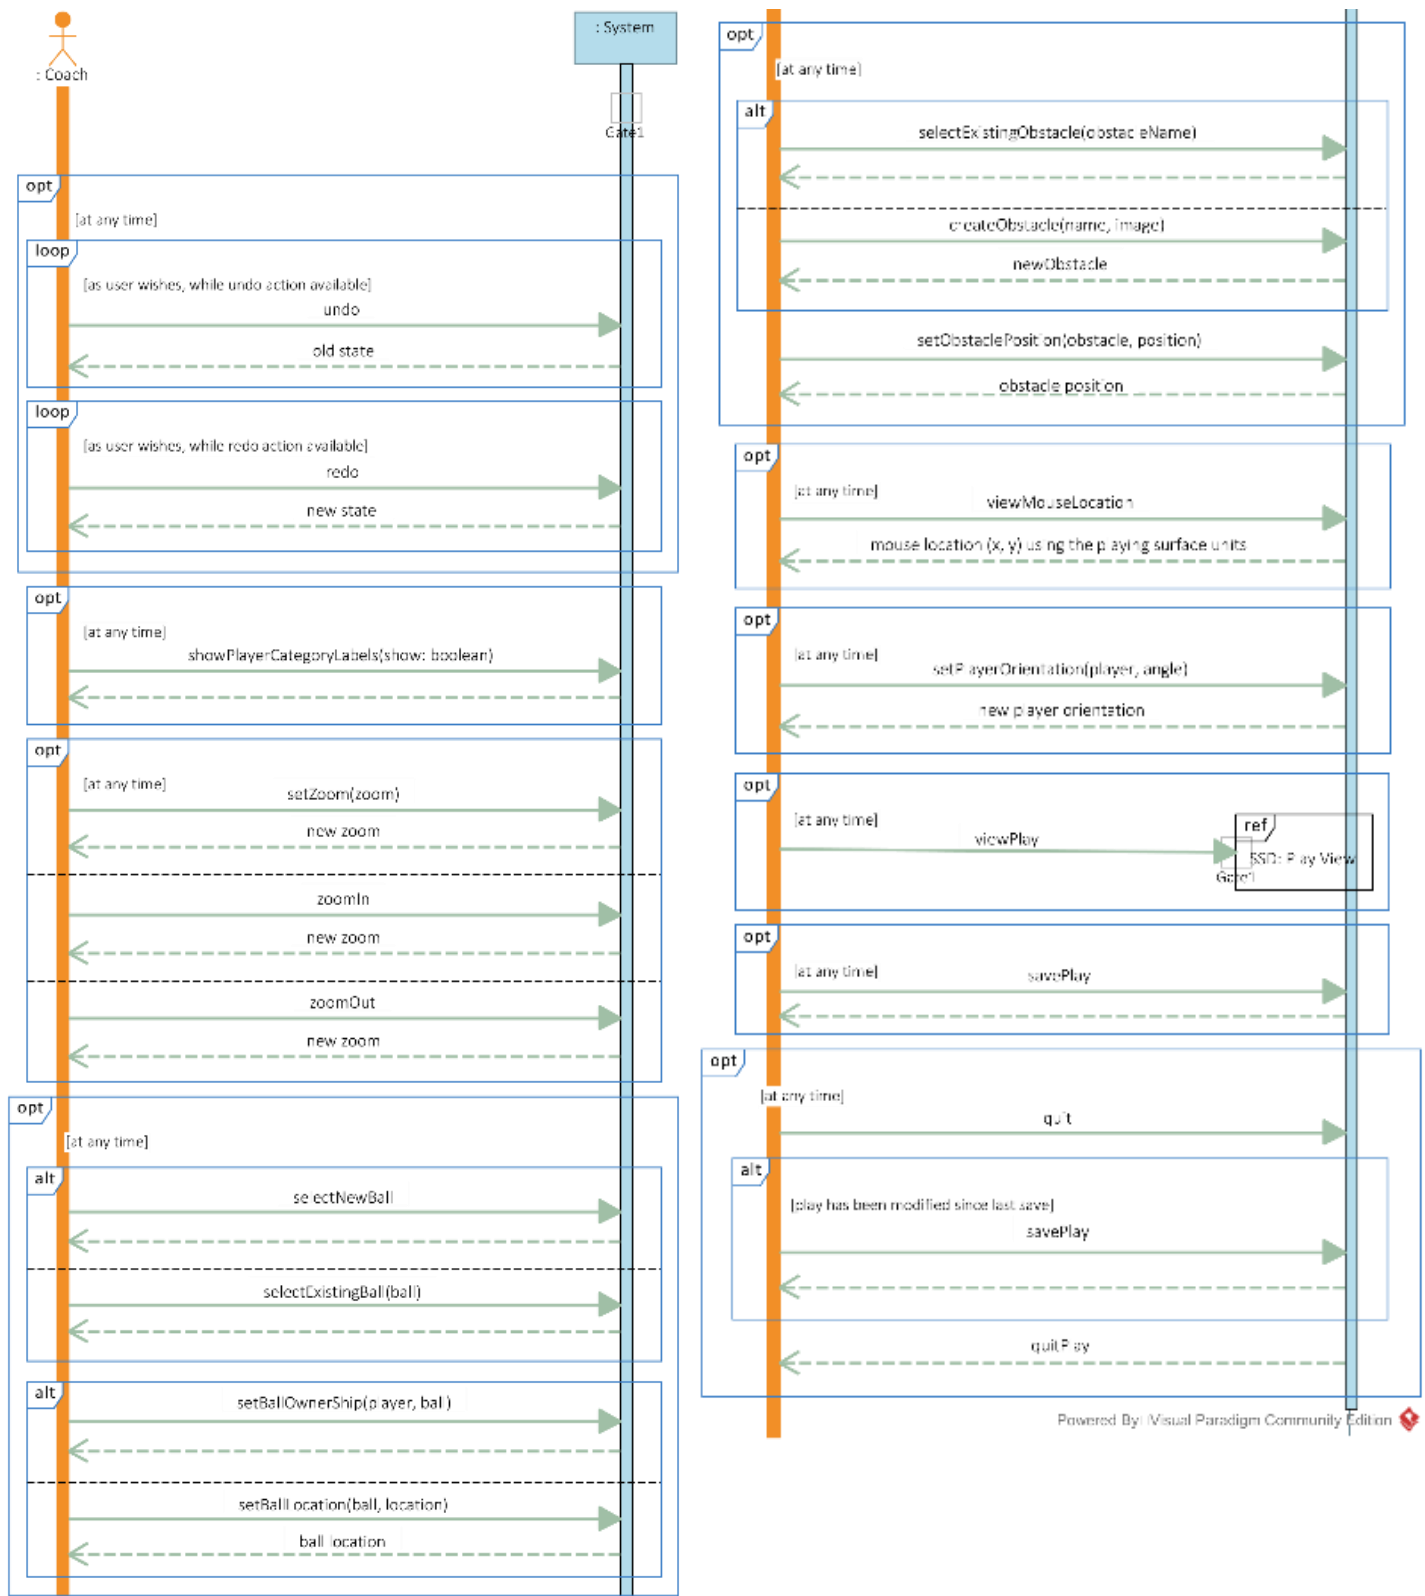 : Coach
: System
Gate1
opt
[at any time]
loop
[as user wishes, while undo action available]
undo
old state
loop
[as user wishes, while redo action available]
redo
new state
opt
[at any time]
showPlayerCategoryLabels(show: boolean)
opt
[at any time]
setZoom(zoom)
new zoom
zoomIn
new zoom
zoomOut
new zoom
opt
[at any time]
alt
selectNewBall
selectExistingBall(ball)
alt
setBallOwnerShip(player, ball)
setBallLocation(ball, location)
ball location
opt
[at any time]
alt
selectExistingObstacle(obstacleName)
createObstacle(name, image)
newObstacle
setObstaclePosition(obstacle, position)
obstacle position
opt
[at any time]
viewMouseLocation
mouse location (x, y) using the playing surface units
opt
[at any time]
setPlayerOrientation(player, angle)
new player orientation
opt
[at any time]
viewPlay
ref
SSD: Play View
Gate1
opt
[at any time]
savePlay
opt
[at any time]
quit
alt
[play has been modified since last save]
savePlay
quitPlay
Powered By: Visual Paradigm Community Edition